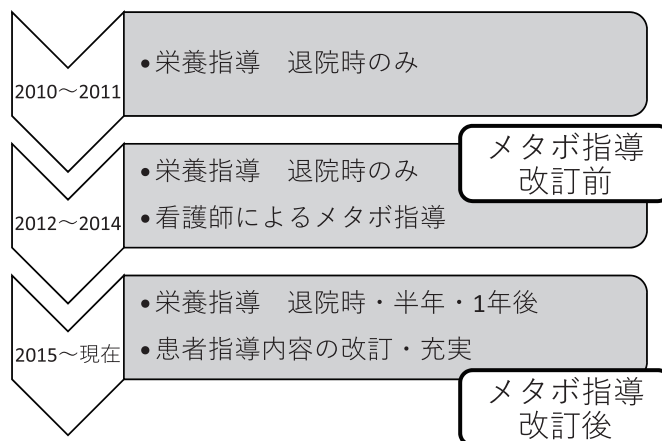 2010～2011
•栄養指導　退院時のみ
メタボ指導
改訂前
2012～2014
•栄養指導　退院時のみ
•看護師によるメタボ指導
2015～現在
•栄養指導　退院時・半年・1年後
•患者指導内容の改訂・充実
メタボ指導
改訂後